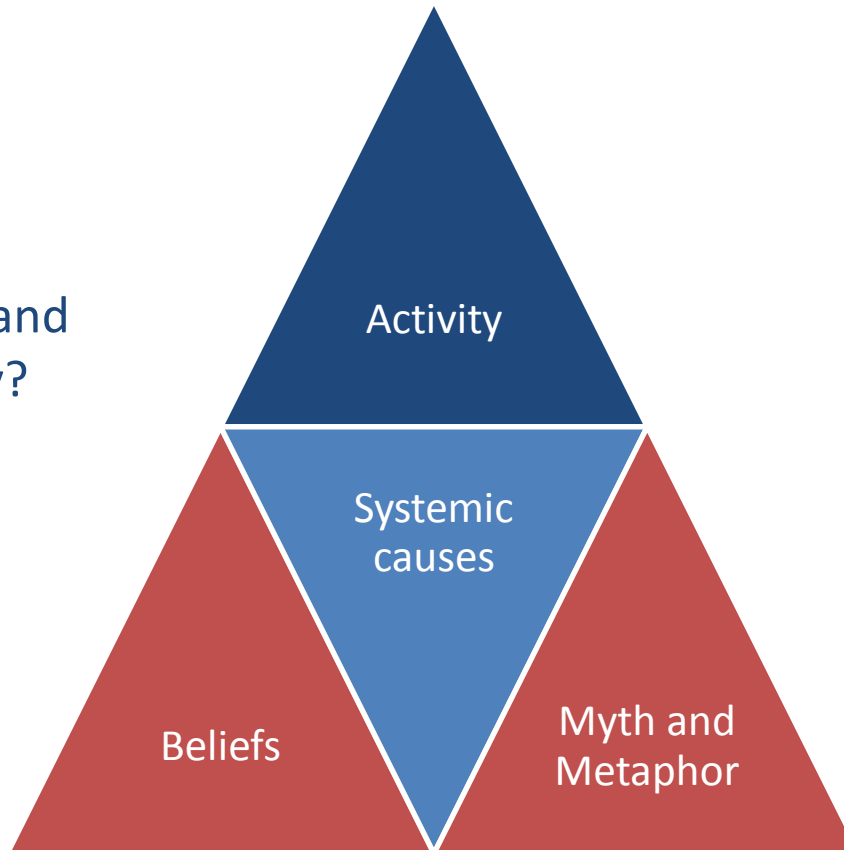 and
y?
Activity
Systemic
causes
Beliefs
Myth and
Metaphor